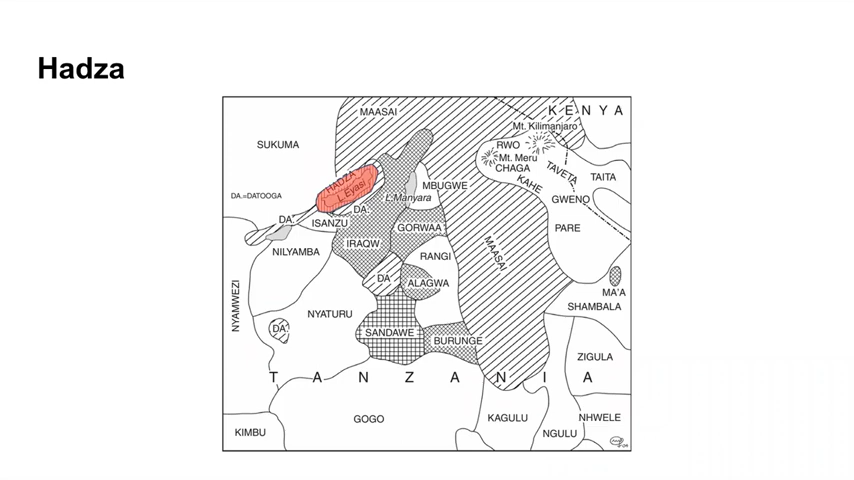 Hadza
MAASAI
KENYA
Mt. Kilimanjaro
SUKUMA
RWO
Mt. Meru
CHAGA
TAVETA
TAITA
HADZA
L.Eyasi
KAHE
MBUGWE
DA.=DATOOGA
L.Manyara
GWENO
DA.
DA.
ISANZU
GORWAA
PARE
IRAQW
MAASAI
NILYAMBA
RANGI
DA.
ALAGWA
MA'A
NYAMWEZI
SHAMBALA
NYATURU
DA.
SANDAWE
BURUNGE
ZIGULA
TANZANIA
GOGO
KAGULU
NHWELE
KIMBU
NGULU